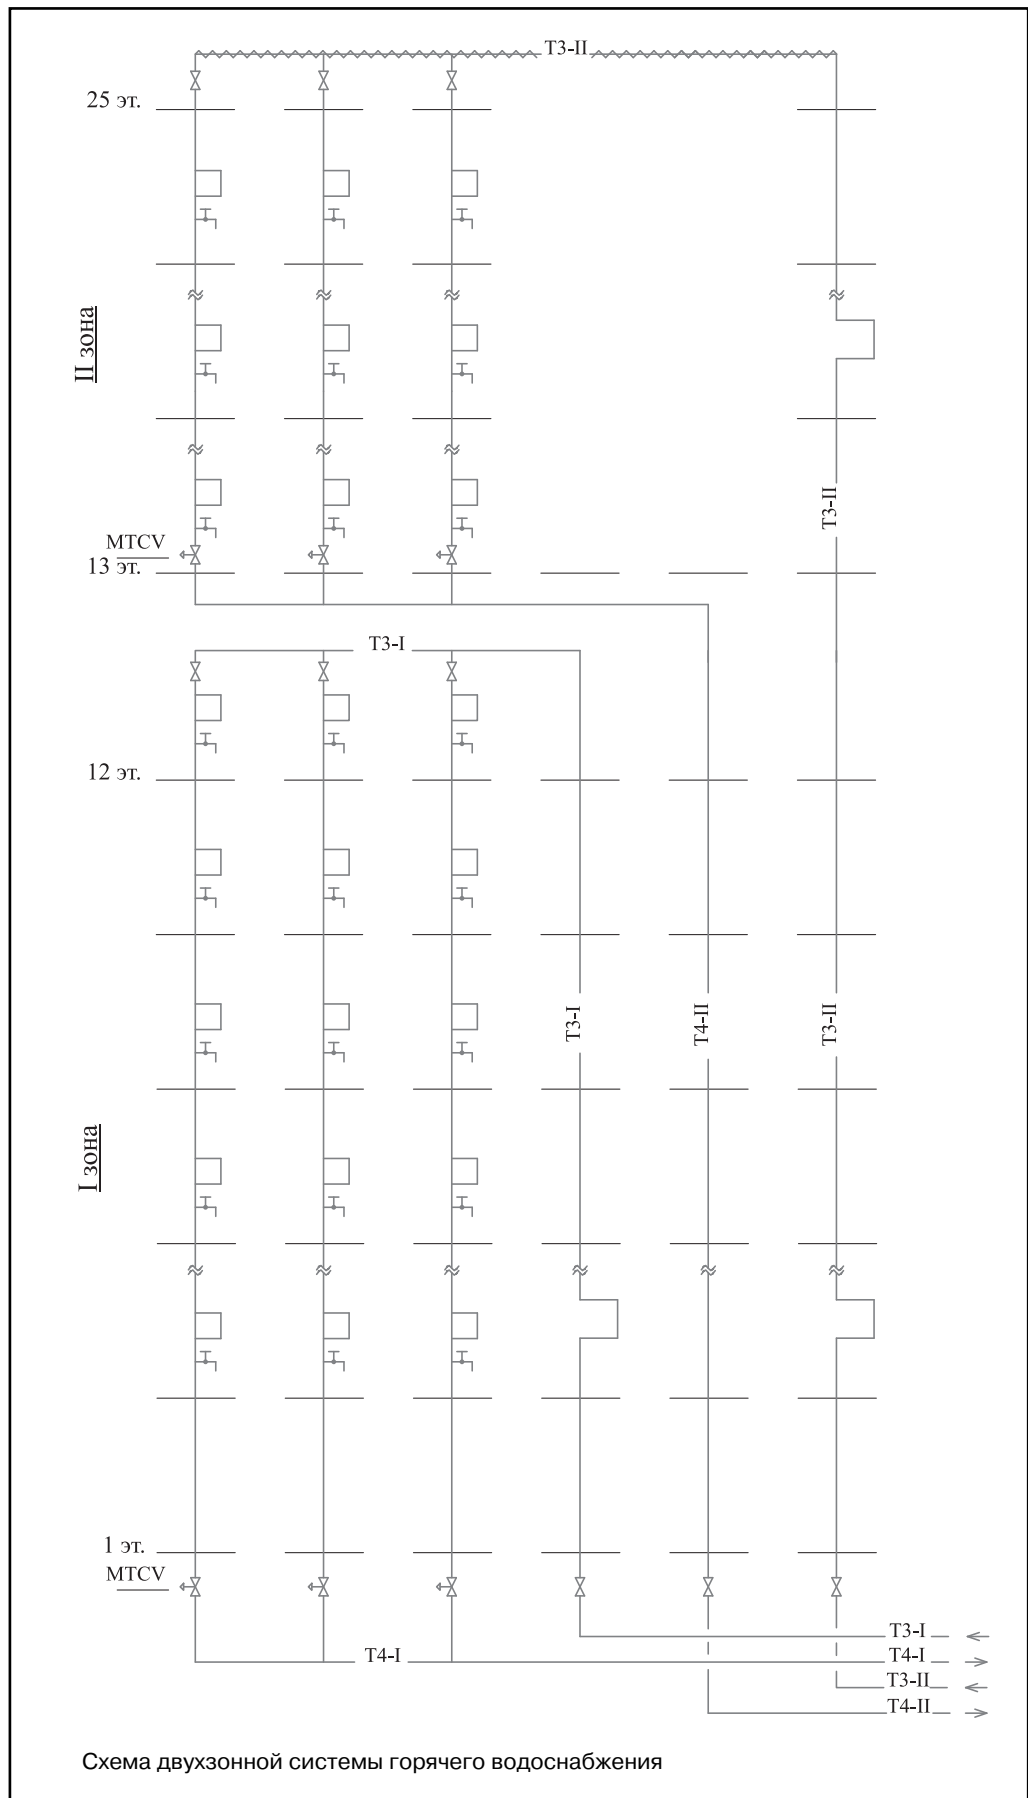 T3-II
25 эт.
II зона
T3-II
MTCV
13 эт.
T3-I
12 эт.
T3-I
T4-II
T3-II
I зона
1 эт.
MTCV
T3-I
T4-I
T4-I
T3-II
T4-II
Схема двухзонной системы горячего водоснабжения